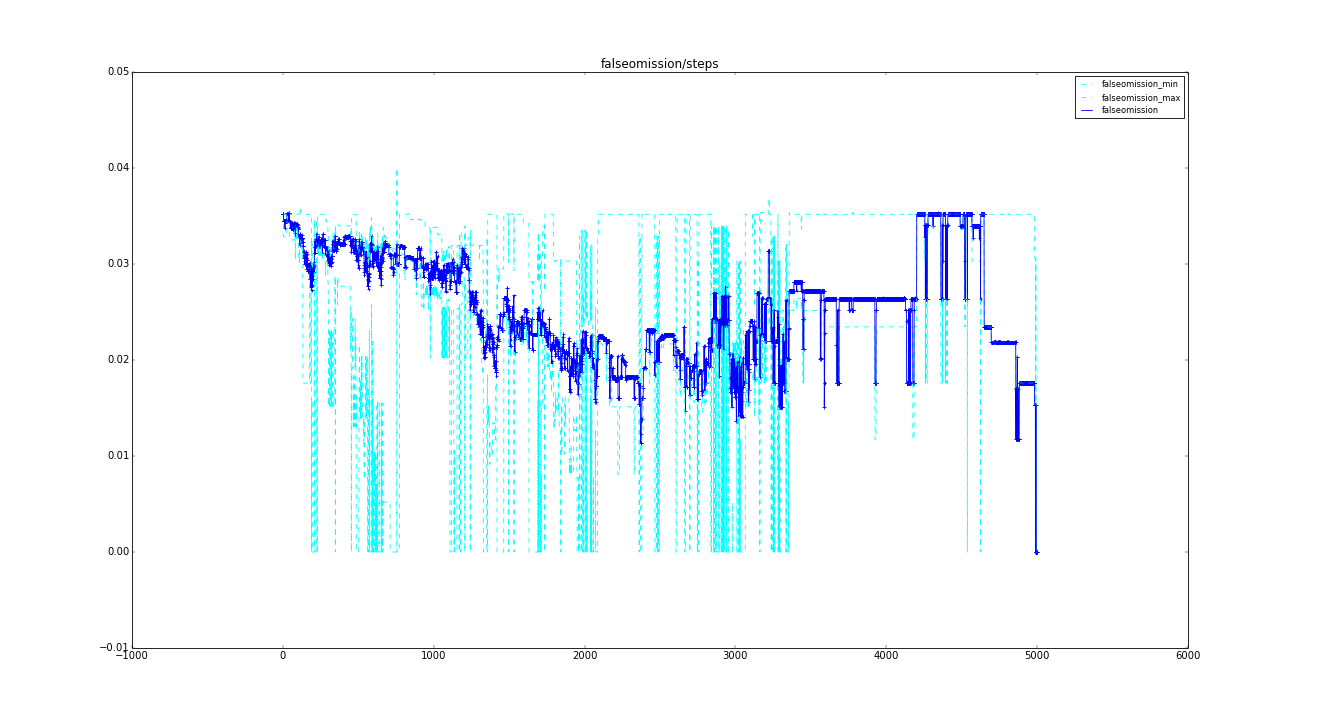 falseomission/steps
0.05
falseomission_min
falseomission_max
falseomission
0.04
0.03
0.02
0.01
0.00
−0.01
−1000 0 1000 2000 3000 4000 5000 6000